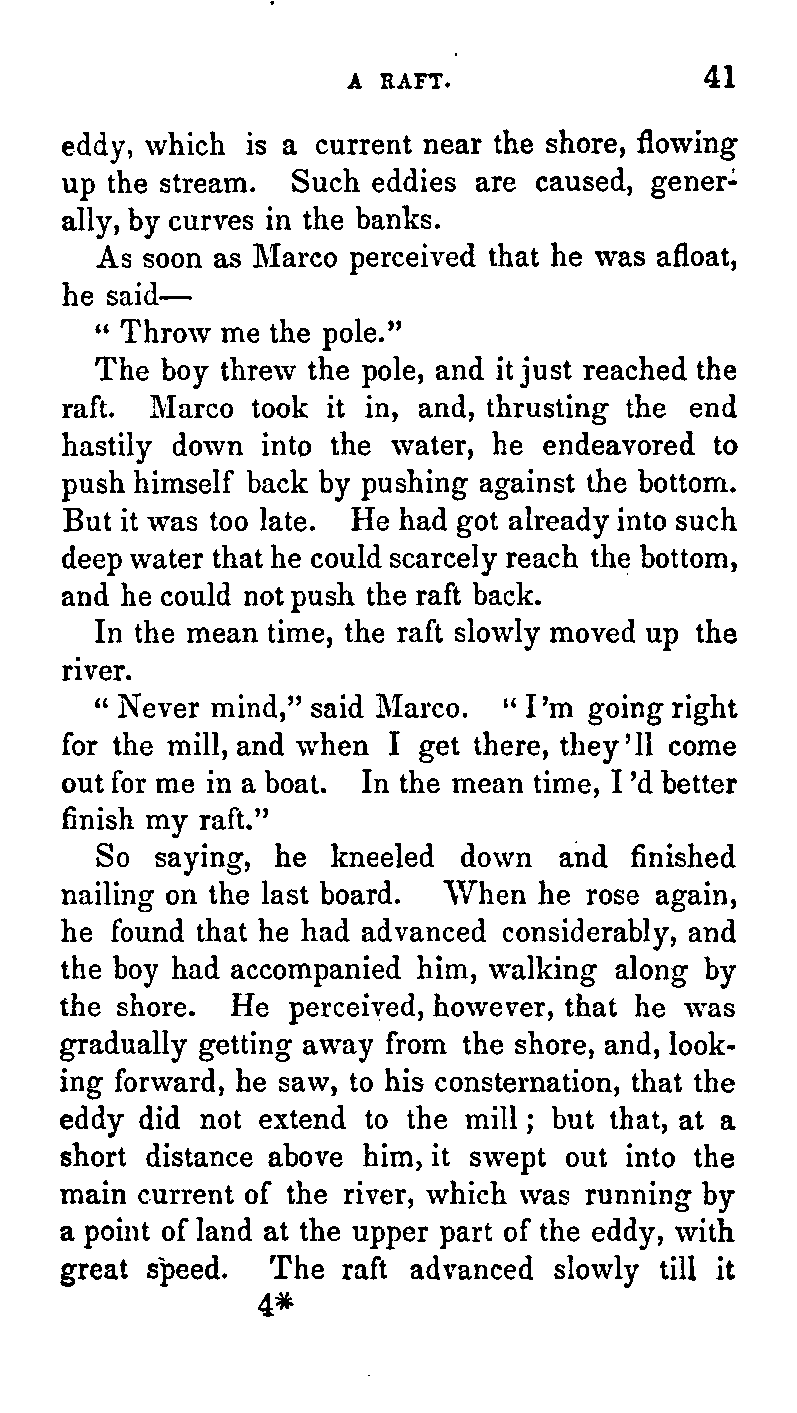 A RAFT. 41
eddy, which is a current near the shore, flowing
up the stream. Such eddies are caused, gener-
ally, by curves in the banks.
As soon as Marco perceived that he was afloat,
he said—
“ Throw me the pole.”
The boy threw the pole, and it just reached the
raft. Marco took it in, and, thrusting the end
hastily down into the water, he endeavored to
push himself back by pushing against the bottom.
But it was too late. He had got already into such
deep water that he could scarcely reach the bottom,
and he could not push the raft back.
In the mean time, the raft slowly moved up the
river.
“ Never mind,” said Marco. “ I ’m going right
for the mill, and when I get there, they ’ll come
out for me in a boat. In the mean time, I ’d better
finish my raft.”
So saying, he kneeled down and finished
nailing on the last board. When he rose again,
he found that he had advanced considerably, and
the boy had accompanied him, walking along by
the shore. He perceived, however, that he was
gradually getting away from the shore, and, look-
ing forward, he saw, to his consternation, that the
eddy did not extend to the mill ; but that, at a
short distance above him, it swept out into the
main current of the river, which was running by
a point of land at the upper part of the eddy, with
great speed. The raft advanced slowly till it
4*